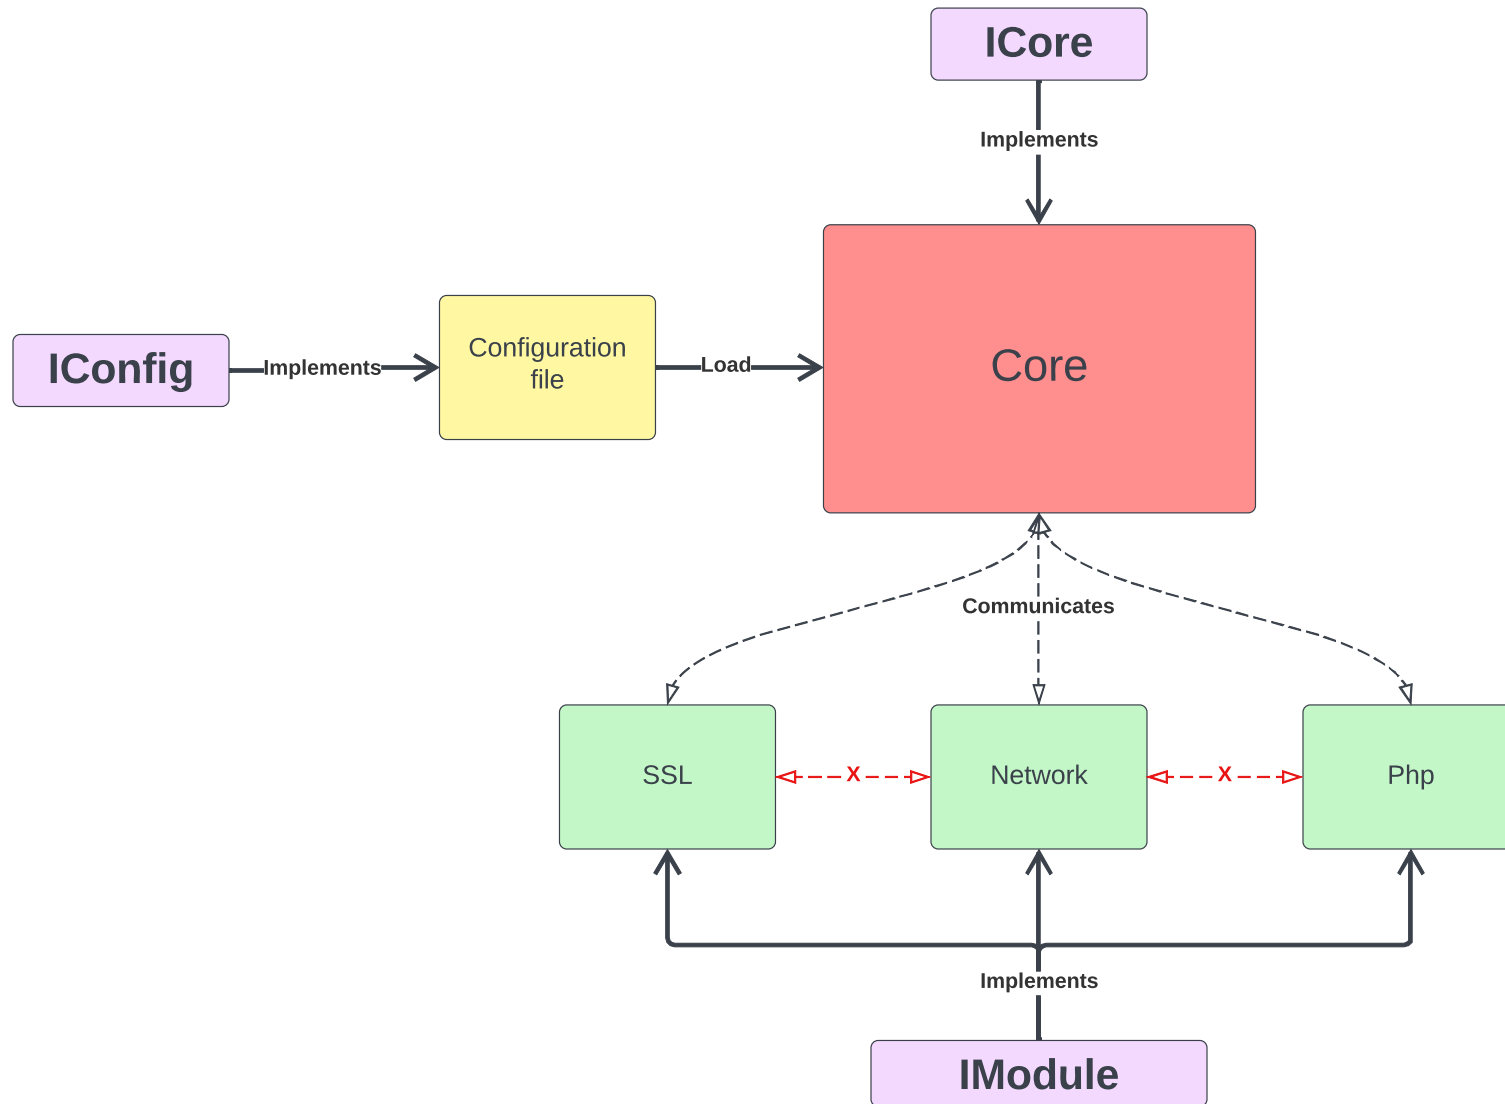 ICore
Implements
IConfig
Implements
Configuration
file
Load
Core
Communicates
SSL
X
Network
X
Php
Implements
IModule